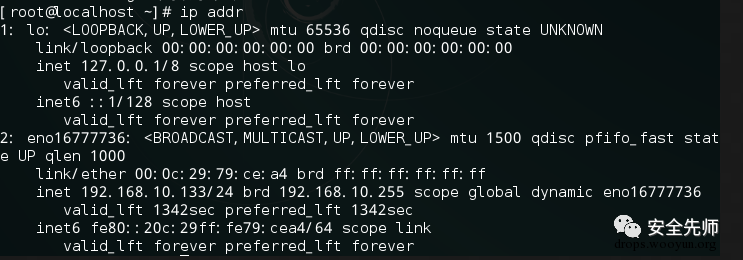 [root@localhost ~]# ip addr
1: lo: <LOOPBACK,UP,LOWER_UP> mtu 65536 qdisc noqueue state UNKNOWN
link/loopback 00:00:00:00:00:00 brd 00:00:00:00:00:00
inet 127.0.0.1/8 scope host lo
valid_lft forever preferred_lft forever
inet6 ::1/128 scope host
valid_lft forever preferred_lft forever
2: eno16777736: <BROADCAST,MULTICAST,UP,LOWER_UP> mtu 1500 qdisc pfifo_fast stat
e UP qlen 1000
link/ether 00:0c:29:79:ce:a4 brd ff:ff:ff:ff:ff:ff
inet 192.168.10.133/24 brd 192.168.10.255 scope global dynamic eno16777736
valid_lft 1342sec preferred_lft 1342sec
inet6 fe80::20c:29ff:fe79:cea4/64 scope link
valid_lft forever preferred_lft forever
安全先师
drops.wooyun.org